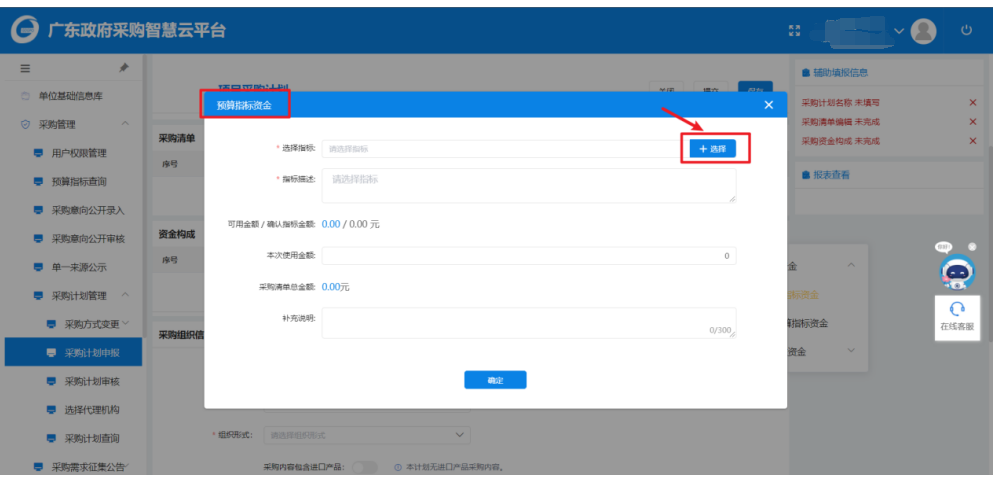 广东政府采购智慧云平台
单位基础信息库
采购管理
用户权限管理
预算指标查询
采购意向公开录入
采购意向公开审核
单一来源公示
采购计划管理
采购方式变更
采购计划申报
采购计划审核
选择代理机构
采购计划查询
采购需求征集公告
项目采购计划
采购清单
序号
资金构成
序号
采购组织信
* 组织形式: 请选择组织形式
采购内容包含进口产品: 本计划无进口产品采购内容。
预算指标资金
* 选择指标: 请选择指标
+ 选择
* 指标描述: 请选择指标
可用金额 / 确认指标金额: 0.00 / 0.00 元
本次使用金额: 0
采购清单总金额: 0.00元
补充说明:
0/300
确定
辅助填报信息
采购计划名称 未填写
采购清单编辑 未完成
采购资金构成 未完成
报表查看
金
指标资金
算指标资金
资金
在线客服